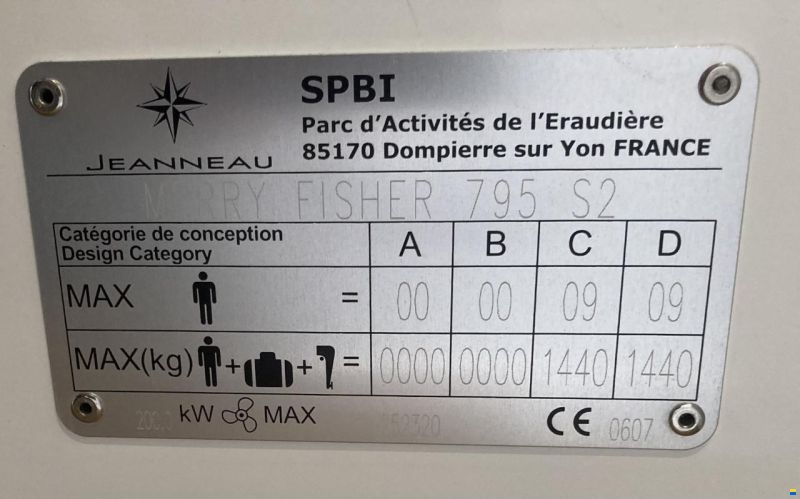 SPBI
Parc d'Activités de l'Eraudière
85170 Dompierre sur Yon FRANCE
JEANNEAU
MERRY FISHER 795 S2
Catégorie de conception
Design Category A B C D
MAX = 00 00 09 09
MAX(kg) + + = 0000 0000 1440 1440
kW MAX CE 0607